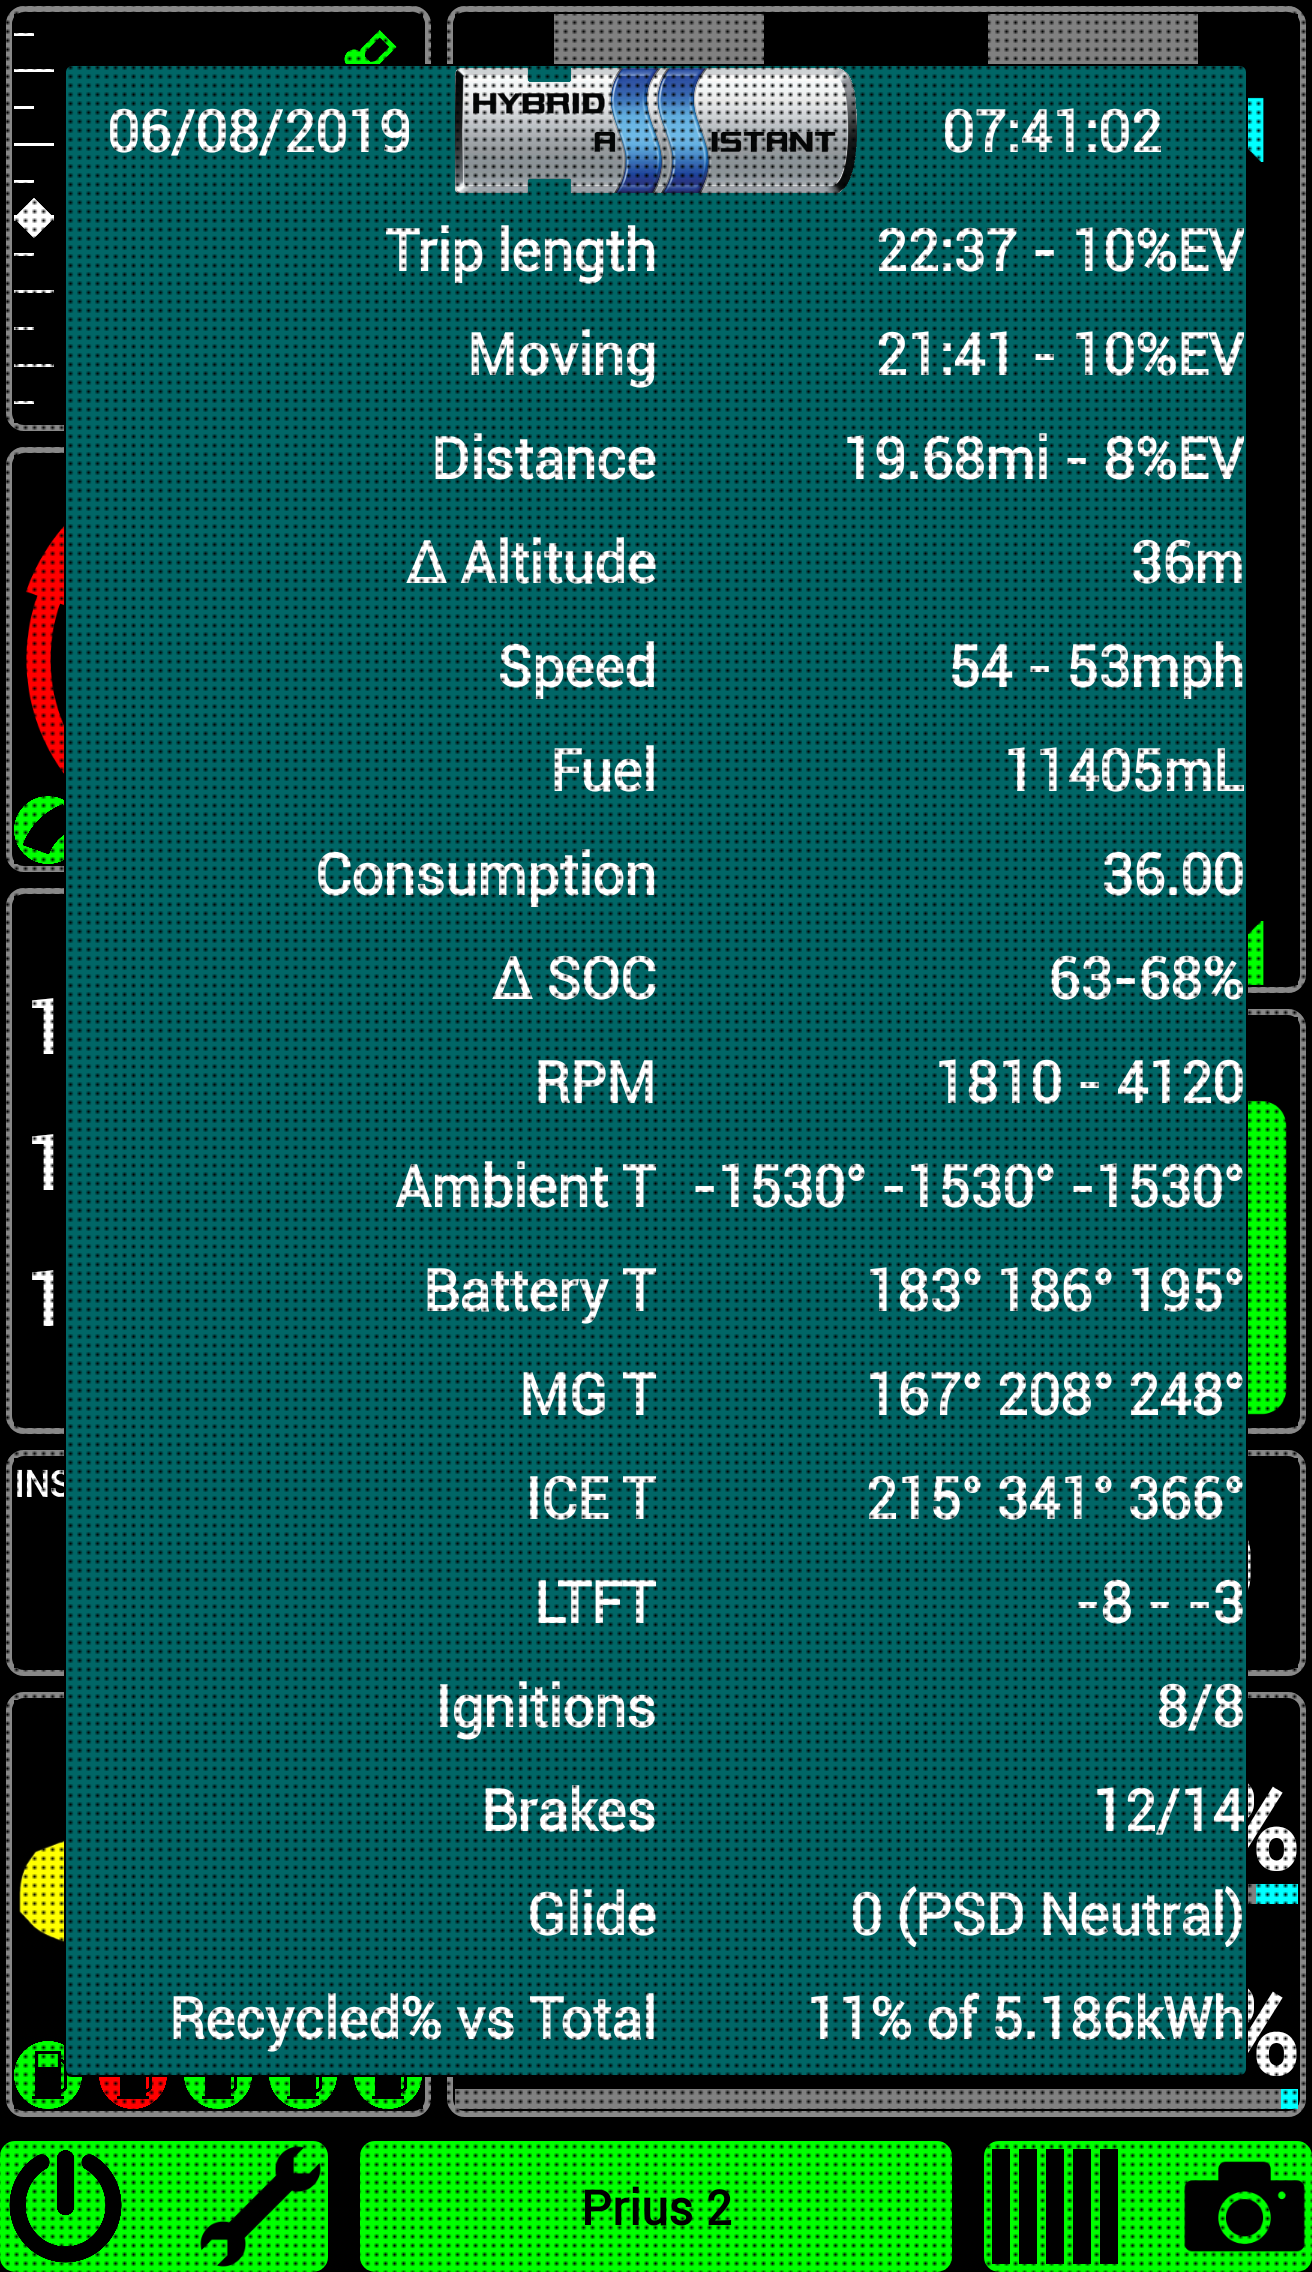 06/08/2019 HYBRID A ISTANT 07:41:02
Trip length 22:37 - 10%EV
Moving 21:41 - 10%EV
Distance 19.68mi - 8%EV
Δ Altitude 36m
Speed 54 - 53mph
Fuel 11405mL
Consumption 36.00
Δ SOC 63-68%
1
RPM 1810 - 4120
1
Ambient T -1530° -1530° -1530°
Battery T 183° 186° 195°
1
MG T 167° 208° 248°
INS
ICE T 215° 341° 366°
LTFT -8 - -3
Ignitions 8/8
Brakes 12/14
%
Glide 0 (PSD Neutral)
Recycled% vs Total 11% of 5.186kWh
%
Prius 2